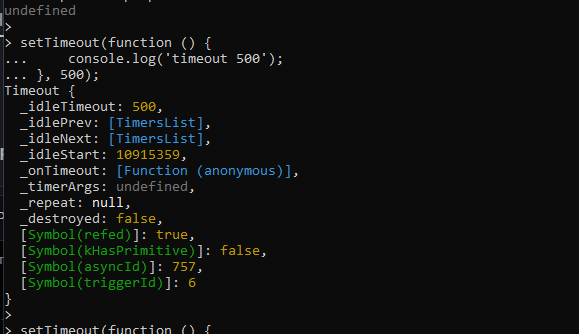 undefined
>
> setTimeout(function () {
...     console.log('timeout 500');
... }, 500);
Timeout {
  _idleTimeout: 500,
  _idlePrev: [TimersList],
  _idleNext: [TimersList],
  _idleStart: 10915359,
  _onTimeout: [Function (anonymous)],
  _timerArgs: undefined,
  _repeat: null,
  _destroyed: false,
  [Symbol(refed)]: true,
  [Symbol(kHasPrimitive)]: false,
  [Symbol(asyncId)]: 757,
  [Symbol(triggerId)]: 6
}
>
> setTimeout(function () {